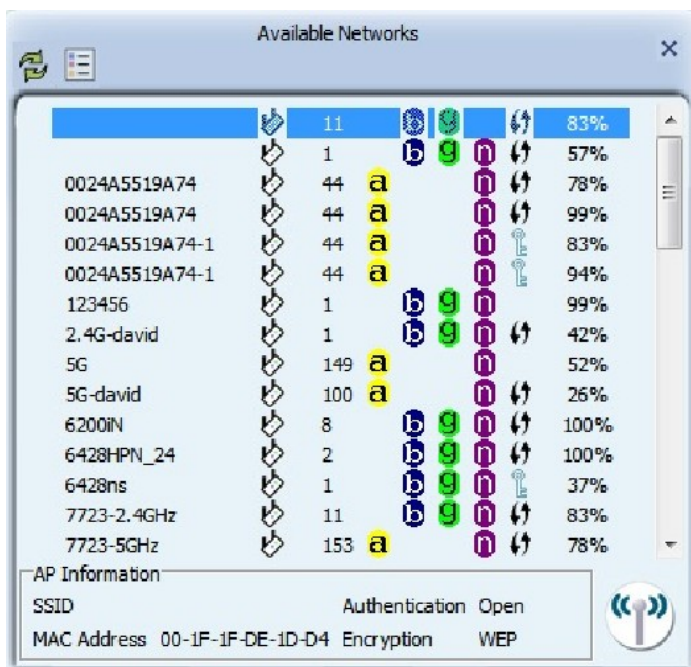 Available Networks
11 b g 83%
1 b g n 57%
0024A5519A74 44 a n 78%
0024A5519A74 44 a n 99%
0024A5519A74-1 44 a n 83%
0024A5519A74-1 44 a n 94%
123456 1 b g n 99%
2.4G-david 1 b g n 42%
5G 149 a n 52%
5G-david 100 a n 26%
6200iN 8 b g n 100%
6428HPN_24 2 b g n 100%
6428ns 1 b g n 37%
7723-2.4GHz 11 b g n 83%
7723-5GHz 153 a n 78%
AP Information
SSID Authentication Open
MAC Address 00-1F-1F-DE-1D-D4 Encryption WEP